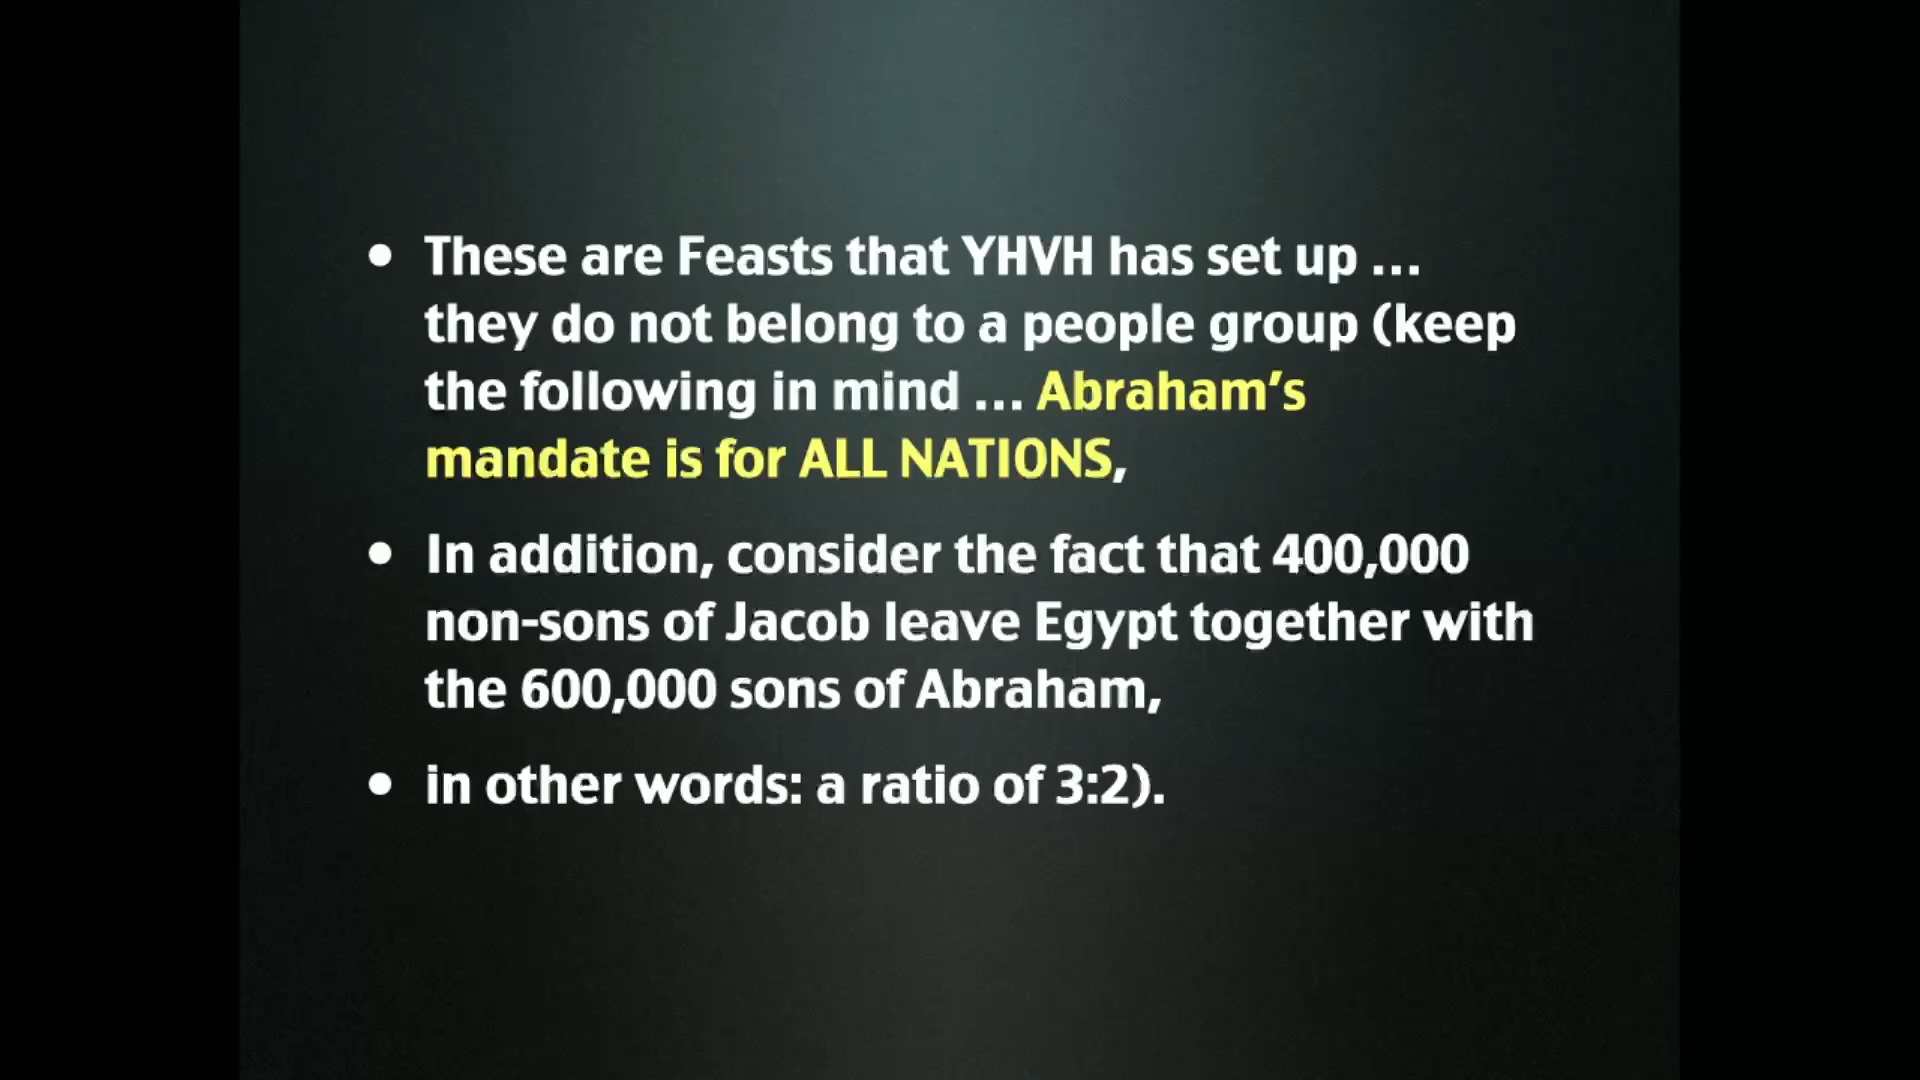 • These are Feasts that YHVH has set up ...
they do not belong to a people group (keep
the following in mind ... Abraham’s
mandate is for ALL NATIONS,
• In addition, consider the fact that 400,000
non-sons of Jacob leave Egypt together with
the 600,000 sons of Abraham,
• in other words: a ratio of 3:2).